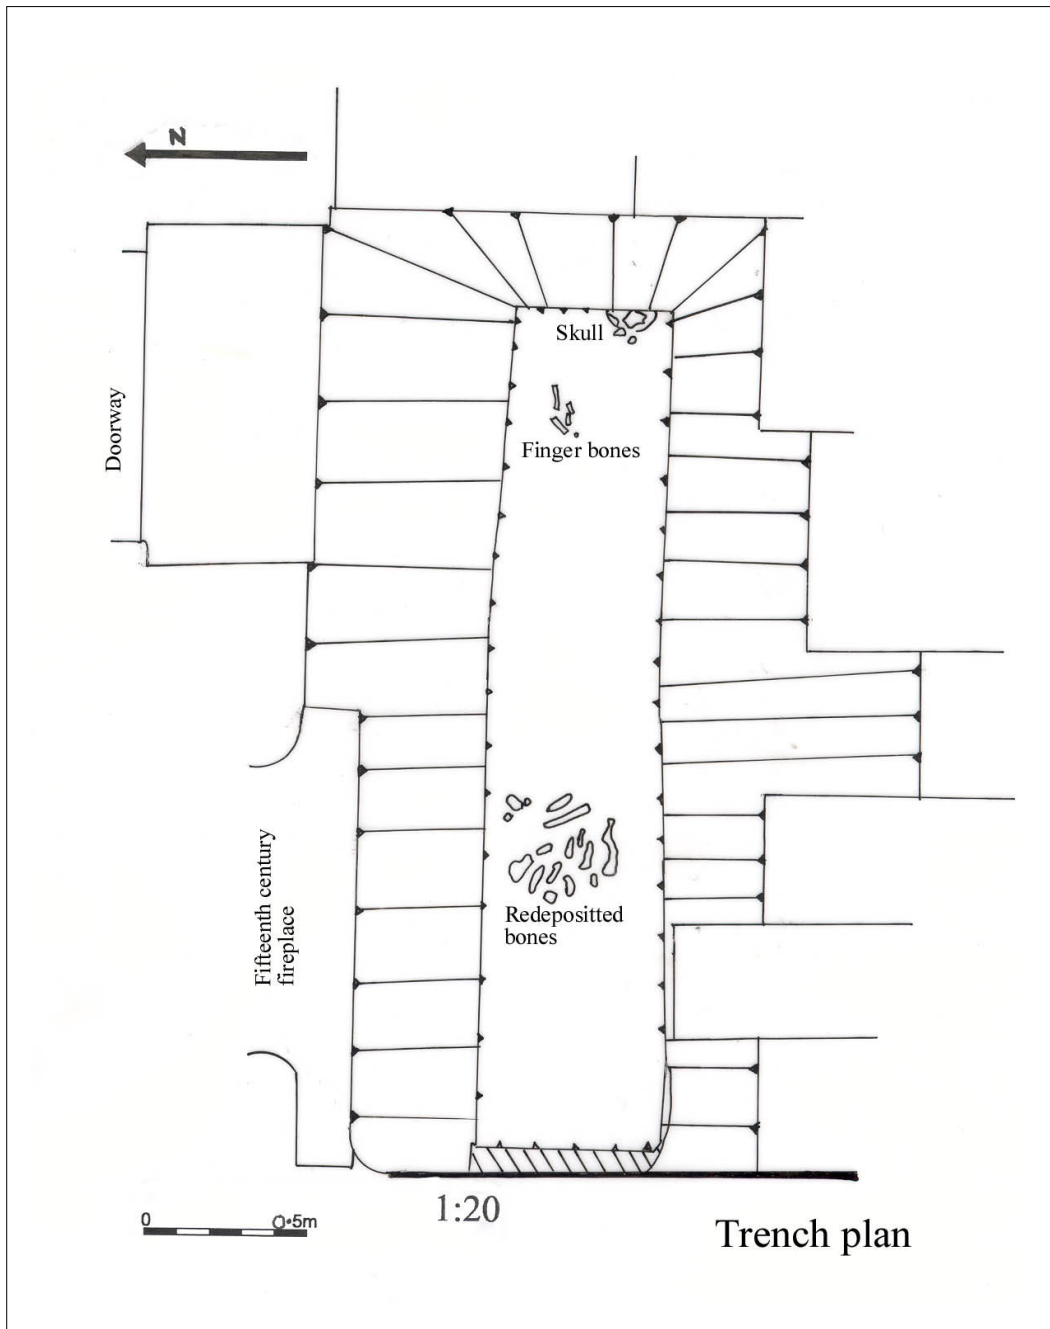 N
Skull
Finger bones
Doorway
Fifteenth century
fireplace
Redepositted
bones
0 0·5m
1:20
Trench plan